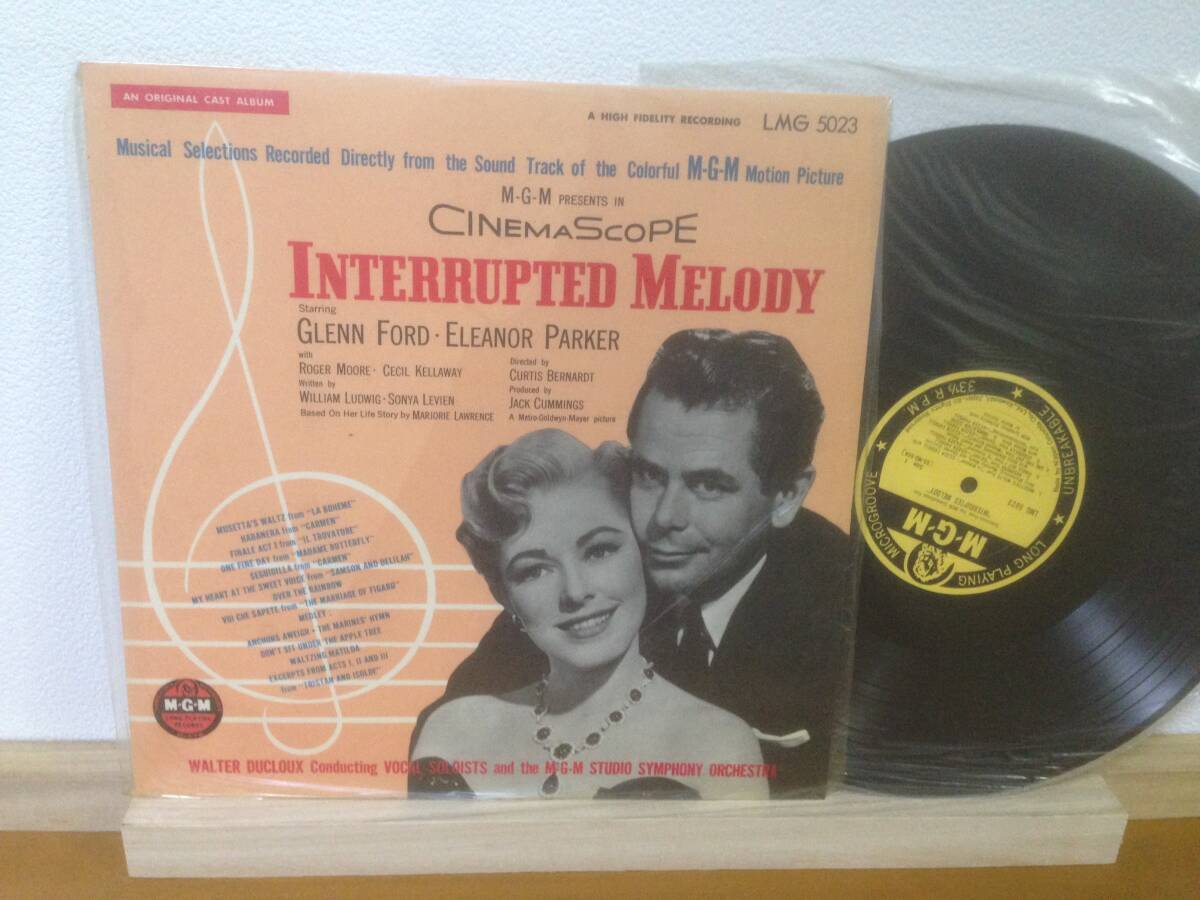 AN ORIGINAL CAST ALBUM
A HIGH FIDELITY RECORDING LMG 5023
Musical Selections Recorded Directly from the Sound Track of the Colorful M-G-M Motion Picture
M-G-M PRESENTS IN
CINEMASCOPE
INTERRUPTED MELODY
Starring
GLENN FORD · ELEANOR PARKER
with
ROGER MOORE · CECIL KELLAWAY
Written by
WILLIAM LUDWIG · SONYA LEVIEN
Based On Her Life Story by MARJORIE LAWRENCE
Directed by
CURTIS BERNARDT
Produced by
JACK CUMMINGS
A Metro-Goldwyn-Mayer picture
MUSETTA'S WALTZ from "LA BOHEME"
HABANERA from "CARMEN"
FINALE ACT I from "IL TROVATORE"
ONE FINE DAY from "MADAME BUTTERFLY"
SEGUIDILLA from "CARMEN"
MY HEART AT THE SWEET VOICE from "SAMSON AND DELILAH"
OVER THE RAINBOW
VOI CHE SAPETE from "THE MARRIAGE OF FIGARO"
MEDLEY:
ANCHORS AWEIGH · THE MARINES' HYMN
DON'T SIT UNDER THE APPLE TREE
WALTZING MATILDA
EXCERPTS FROM ACTS I, II AND III
from "TRISTAN AND ISOLDE"
M-G-M
LONG PLAYING
RECORDS
WALTER DUCLOUX Conducting VOCAL SOLOISTS and the M-G-M STUDIO SYMPHONY ORCHESTRA
M-G-M
LONG PLAYING
MICROGROOVE
33⅓ R.P.M.
UNBREAKABLE
"INTERRUPTED MELODY"
LMG 5023